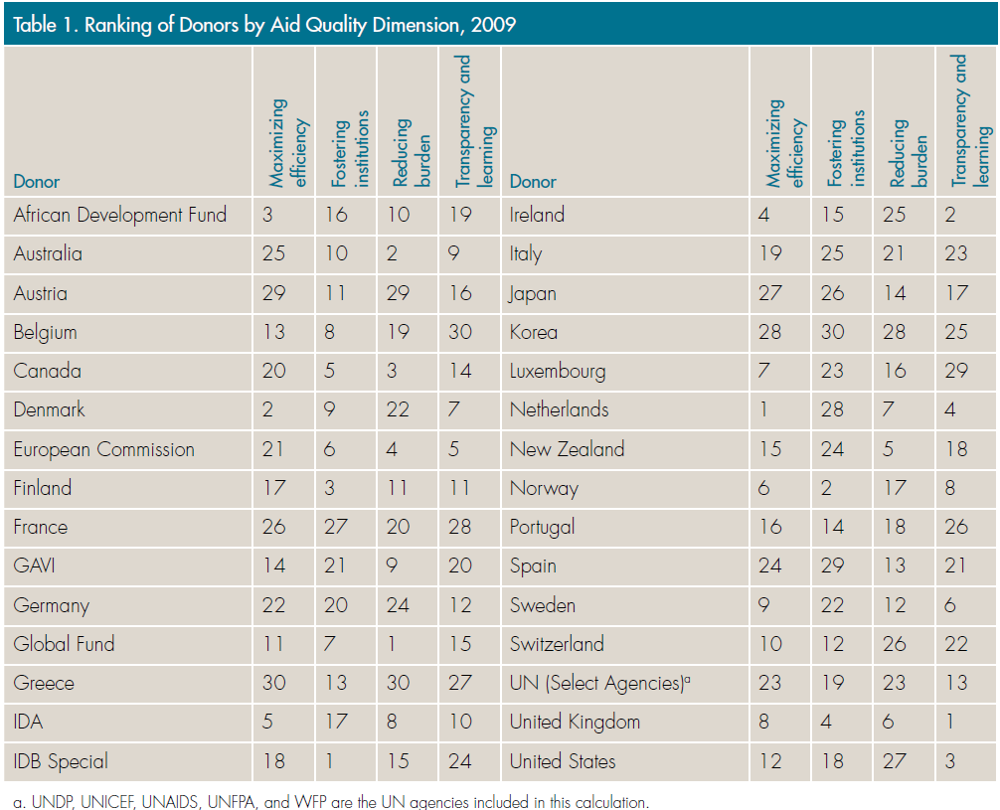 Table 1. Ranking of Donors by Aid Quality Dimension, 2009
Donor Maximizing efficiency Fostering institutions Reducing burden Transparency and learning Donor Maximizing efficiency Fostering institutions Reducing burden Transparency and learning
African Development Fund 3 16 10 19 Ireland 4 15 25 2
Australia 25 10 2 9 Italy 19 25 21 23
Austria 29 11 29 16 Japan 27 26 14 17
Belgium 13 8 19 30 Korea 28 30 28 25
Canada 20 5 3 14 Luxembourg 7 23 16 29
Denmark 2 9 22 7 Netherlands 1 28 7 4
European Commission 21 6 4 5 New Zealand 15 24 5 18
Finland 17 3 11 11 Norway 6 2 17 8
France 26 27 20 28 Portugal 16 14 18 26
GAVI 14 21 9 20 Spain 24 29 13 21
Germany 22 20 24 12 Sweden 9 22 12 6
Global Fund 11 7 1 15 Switzerland 10 12 26 22
Greece 30 13 30 27 UN (Select Agencies)a 23 19 23 13
IDA 5 17 8 10 United Kingdom 8 4 6 1
IDB Special 18 1 15 24 United States 12 18 27 3
a. UNDP, UNICEF, UNAIDS, UNFPA, and WFP are the UN agencies included in this calculation.